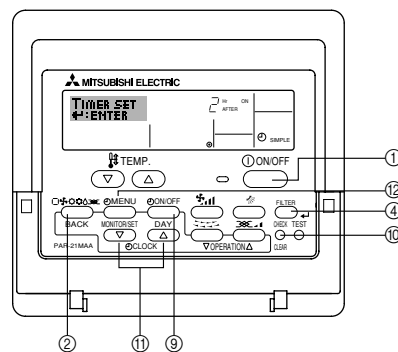 MITSUBISHI ELECTRIC
TIMER SET
↵:ENTER
2 Hr ON
AFTER
SIMPLE
TEMP.
ON/OFF
①
⑫
MENU
ON/OFF
FILTER
④
BACK
MONITOR/SET
DAY
CHECK TEST
PAR-21MAA
CLOCK
OPERATION
CLEAR
⑩
②
⑪
⑨